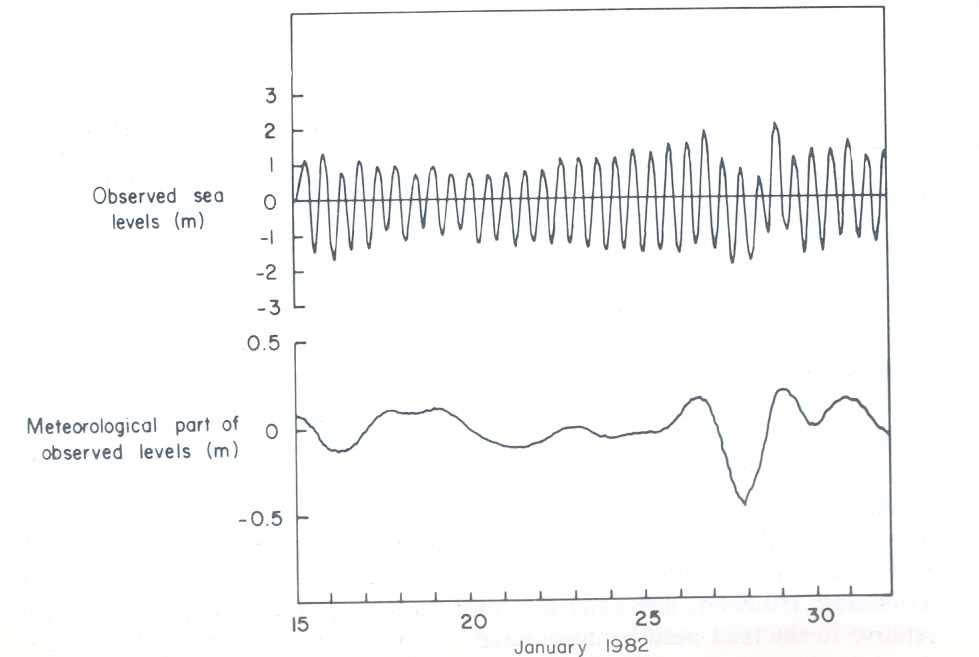 3
2
1
0
-1
-2
-3
Observed sea
levels (m)
0.5
0
-0.5
Meteorological part of
observed levels (m)
15
20
25
30
January 1982